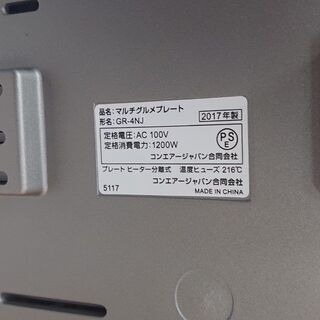 品名:マルチグルメプレート
形名:GR-4NJ
2017年製
定格電圧:AC 100V
定格消費電力:1200W
PS
E
コンエアージャパン合同会社
プレート ヒーター分離式 温度ヒューズ 216℃
コンエアージャパン合同会社
5117
MADE IN CHINA